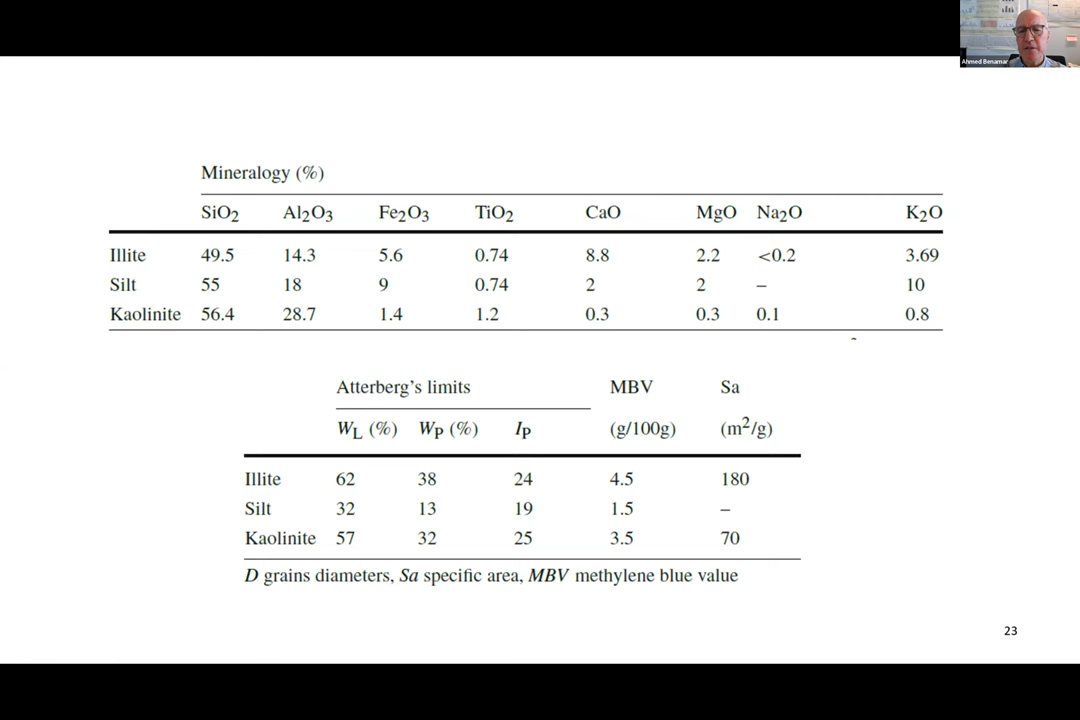 Ahmed Benamar
Mineralogy (%)
SiO2 Al2O3 Fe2O3 TiO2 CaO MgO Na2O K2O
Illite 49.5 14.3 5.6 0.74 8.8 2.2 <0.2 3.69
Silt 55 18 9 0.74 2 2 – 10
Kaolinite 56.4 28.7 1.4 1.2 0.3 0.3 0.1 0.8
Atterberg’s limits MBV Sa
WL (%) WP (%) IP (g/100g) (m2/g)
Illite 62 38 24 4.5 180
Silt 32 13 19 1.5 –
Kaolinite 57 32 25 3.5 70
D grains diameters, Sa specific area, MBV methylene blue value
23